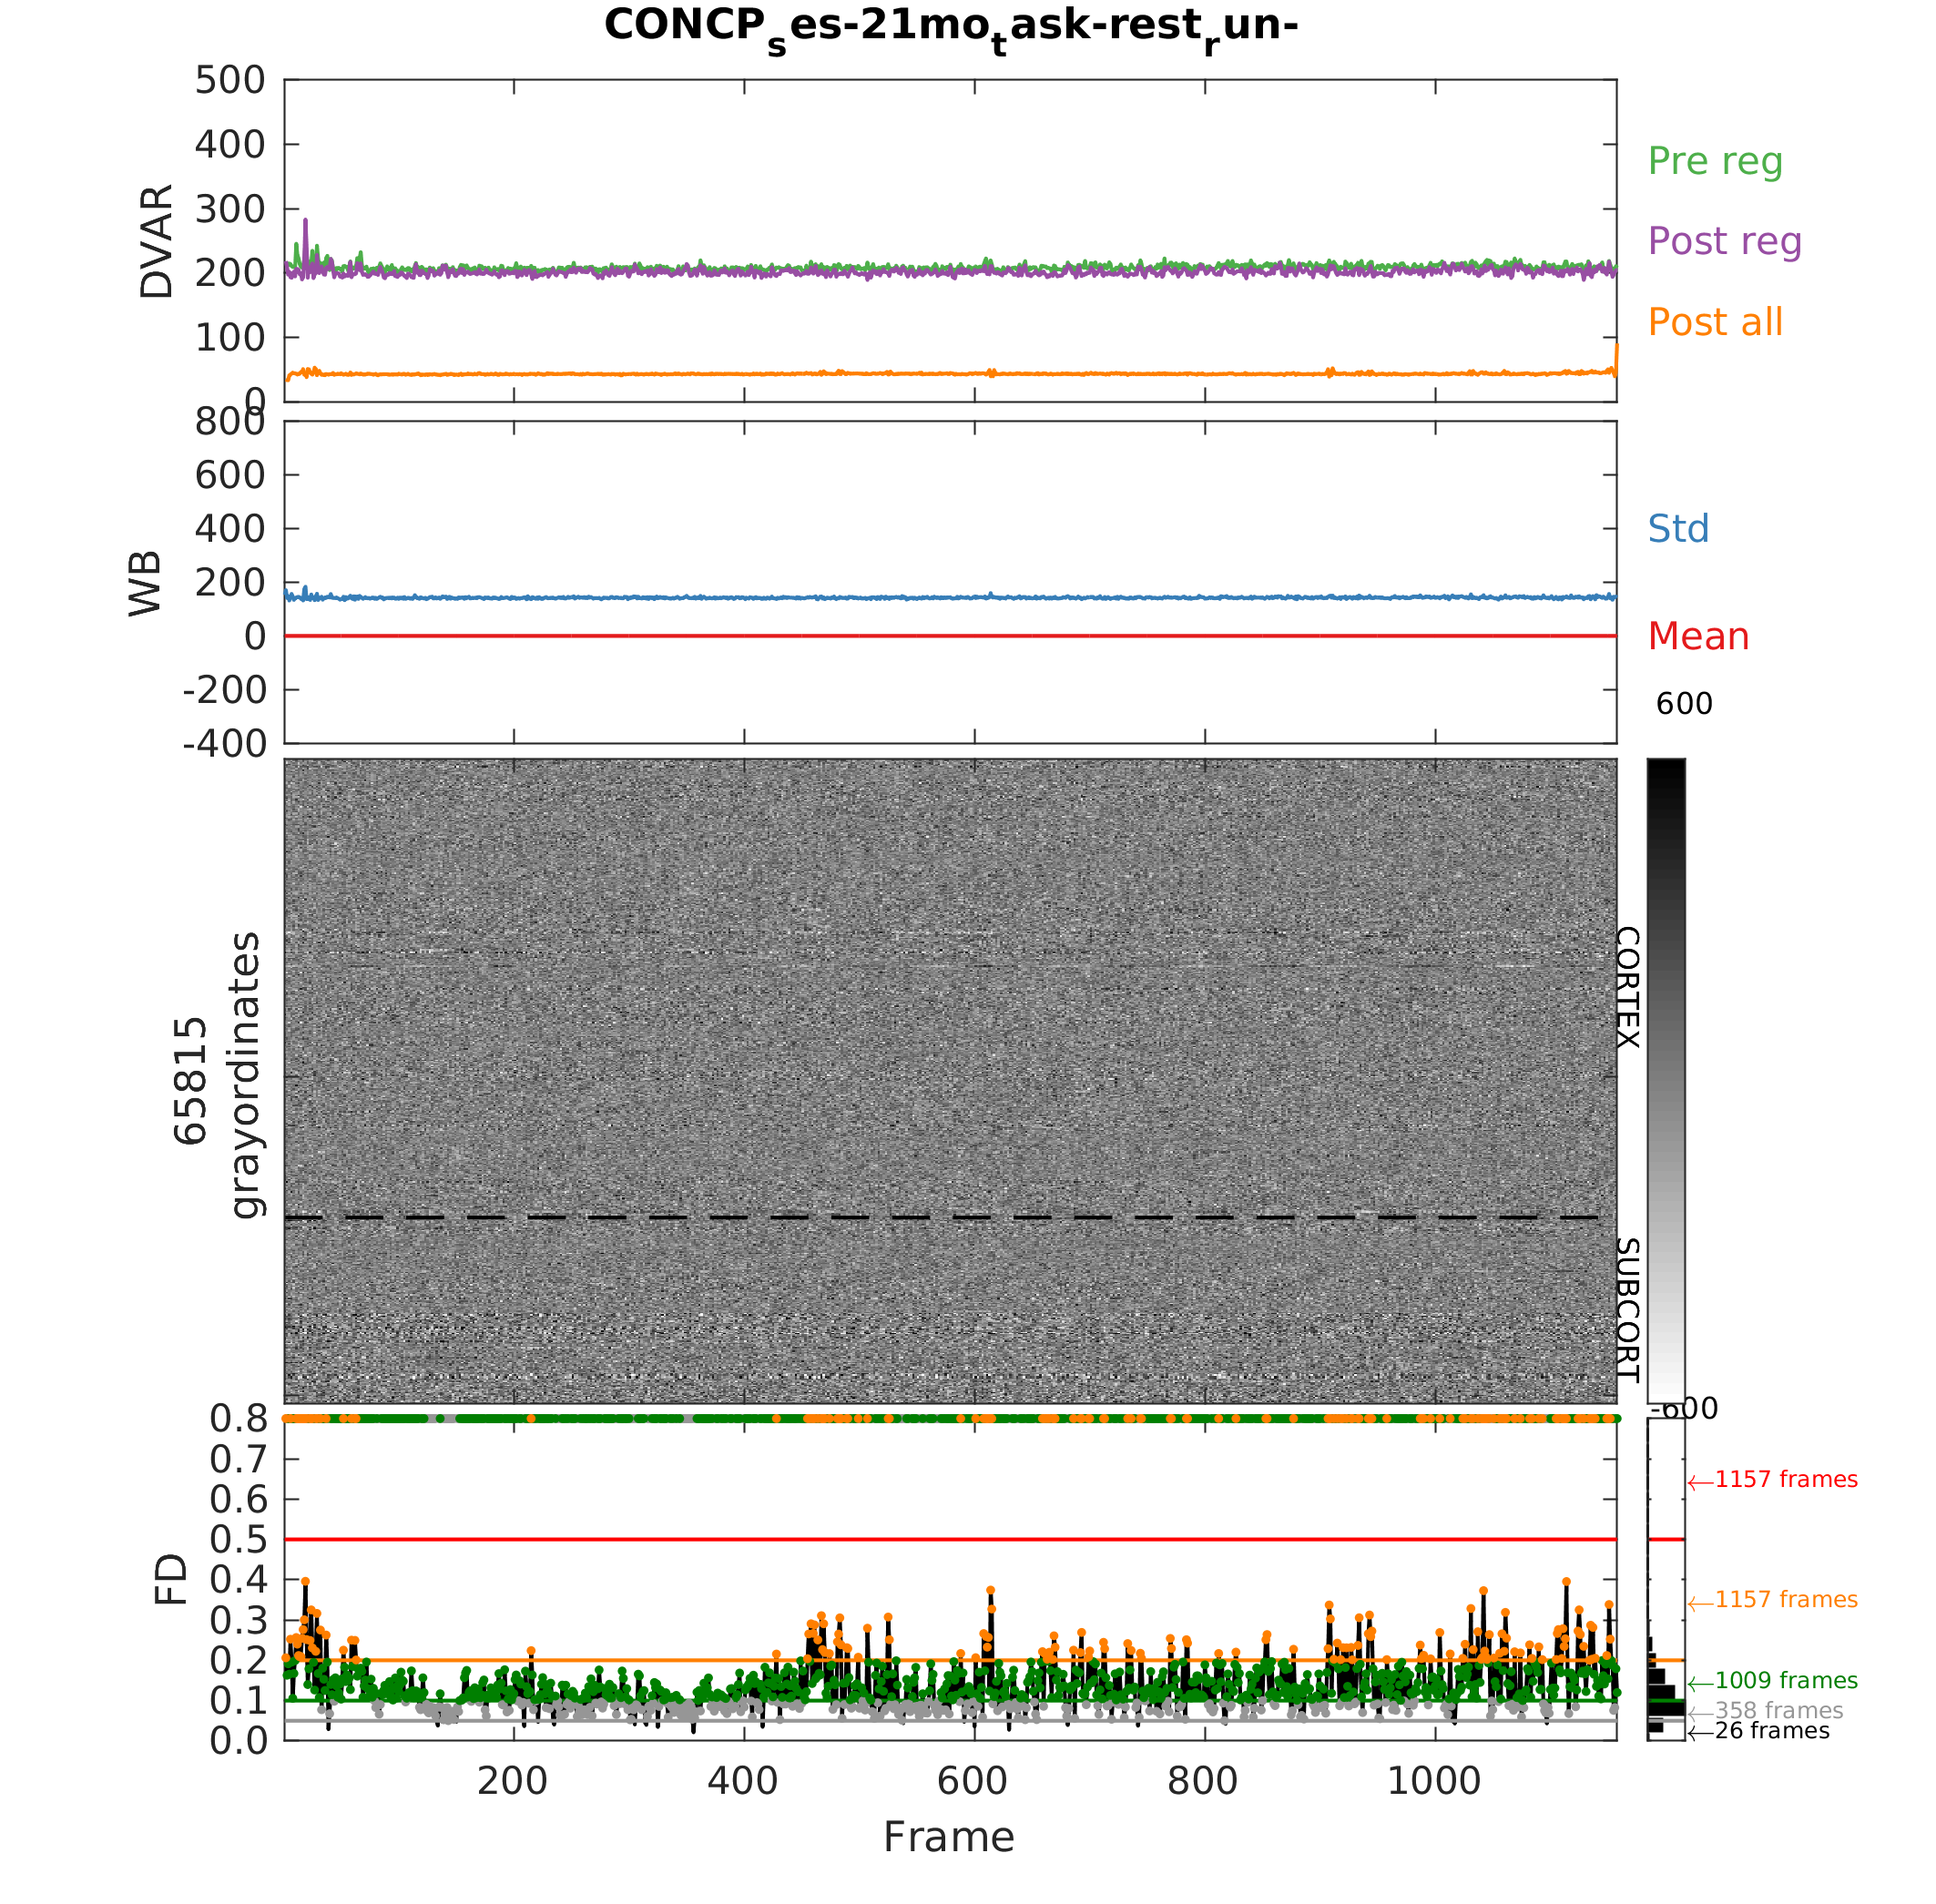 CONCPses-21motask-restrun-
500
400
300
200
100
0
DVAR
Pre reg
Post reg
Post all
800
600
400
200
0
-200
-400
WB
Std
Mean
600
65815
grayordinates
CORTEX
SUBCORT
-600
0.8
0.7
0.6
0.5
0.4
0.3
0.2
0.1
0.0
FD
←1157 frames
←1157 frames
←1009 frames
←358 frames
←26 frames
200 400 600 800 1000
Frame